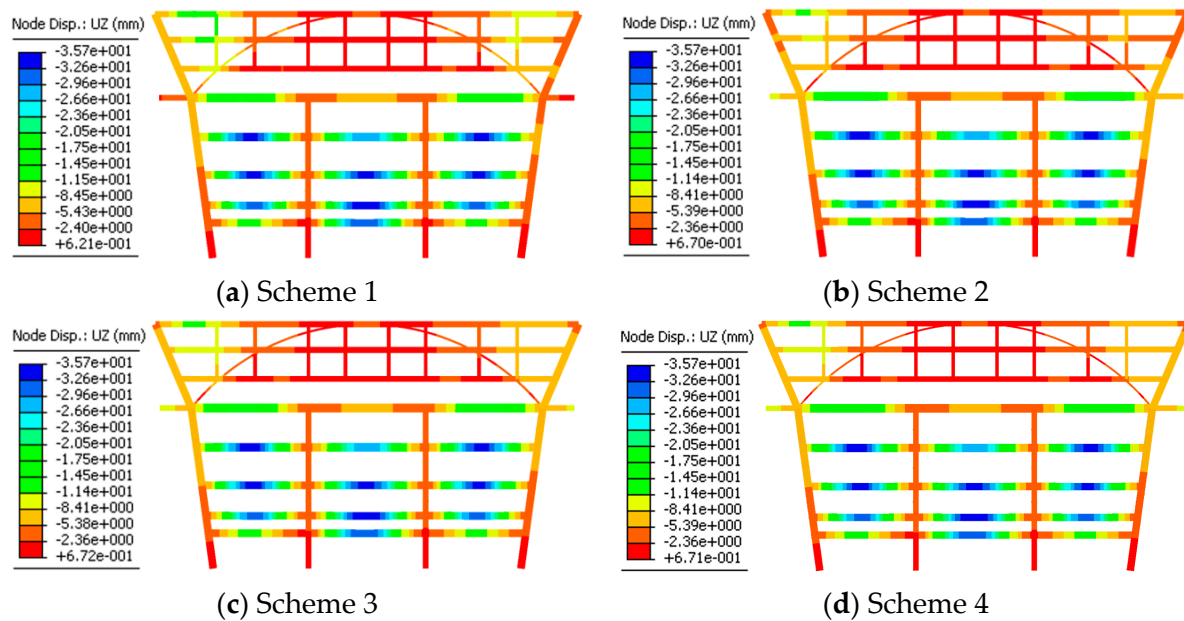 Node Disp.: UZ (mm)
-3.57e+001
-3.26e+001
-2.96e+001
-2.66e+001
-2.36e+001
-2.05e+001
-1.75e+001
-1.45e+001
-1.15e+001
-8.45e+000
-5.43e+000
-2.40e+000
+6.21e-001
(a) Scheme 1
Node Disp.: UZ (mm)
-3.57e+001
-3.26e+001
-2.96e+001
-2.66e+001
-2.36e+001
-2.05e+001
-1.75e+001
-1.45e+001
-1.14e+001
-8.41e+000
-5.39e+000
-2.36e+000
+6.70e-001
(b) Scheme 2
Node Disp.: UZ (mm)
-3.57e+001
-3.26e+001
-2.96e+001
-2.66e+001
-2.36e+001
-2.05e+001
-1.75e+001
-1.45e+001
-1.14e+001
-8.41e+000
-5.38e+000
-2.36e+000
+6.72e-001
(c) Scheme 3
Node Disp.: UZ (mm)
-3.57e+001
-3.26e+001
-2.96e+001
-2.66e+001
-2.36e+001
-2.05e+001
-1.75e+001
-1.45e+001
-1.14e+001
-8.41e+000
-5.39e+000
-2.36e+000
+6.71e-001
(d) Scheme 4